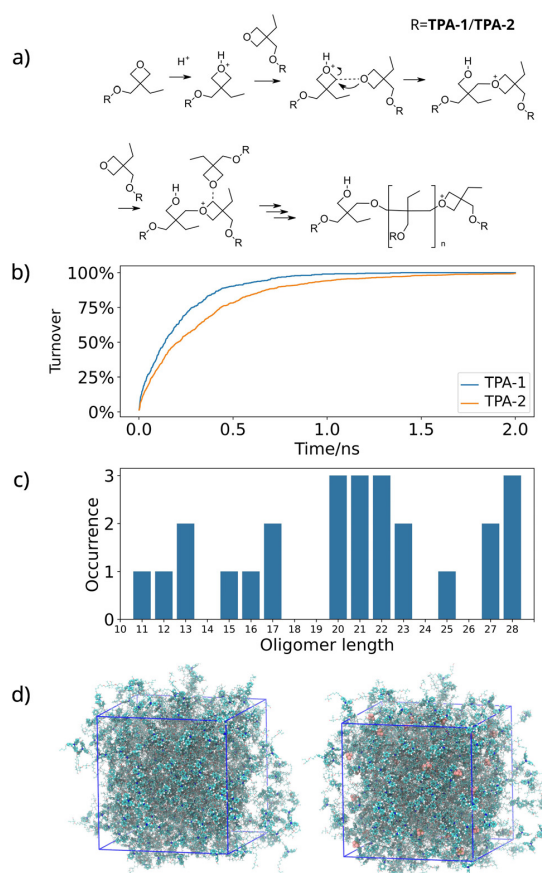 a)
R=TPA-1/TPA-2
H⁺
O
O
R
H
O⁺
O
R
O
O
R
H
O⁺
O
R
O
O
R
H
O
O⁺
O
R
O
R
O
O
R
H
O
O⁺
O
R
O
O
R
H
O
O
O⁺
O
R
RO
O
R
n
b)
100%
75%
50%
25%
0%
Turnover
TPA-1
TPA-2
0.0 0.5 1.0 1.5 2.0
Time/ns
c)
3
2
1
0
Occurrence
10 11 12 13 14 15 16 17 18 19 20 21 22 23 24 25 26 27 28
Oligomer length
d)